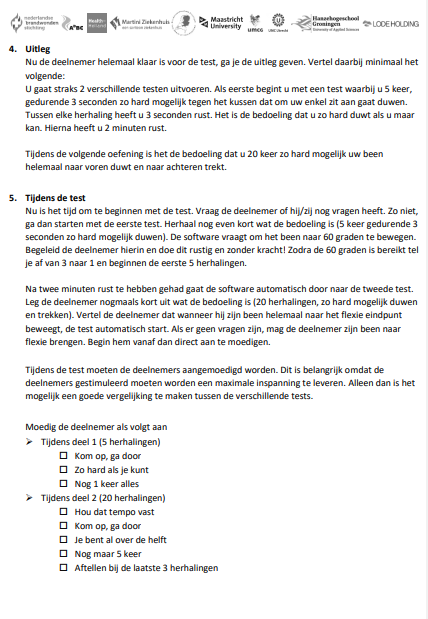 nederlandse
brandwonden
stichting
A*BC
Martini Ziekenhuis
Maastricht
University
umcg
UMC Utrecht
Hanzehogeschool
Groningen
University of Applied Sciences
LODE HOLDING
4. Uitleg
Nu de deelnemer helemaal klaar is voor de test, ga je de uitleg geven. Vertel daarbij minimaal het
volgende:
U gaat straks 2 verschillende testen uitvoeren. Als eerste begint u met een test waarbij u 5 keer,
gedurende 3 seconden zo hard mogelijk tegen het kussen dat om uw enkel zit aan gaat duwen.
Tussen elke herhaling heeft u 3 seconden rust. Het is de bedoeling dat u zo hard duwt als u maar
kan. Hierna heeft u 2 minuten rust.
Tijdens de volgende oefening is het de bedoeling dat u 20 keer zo hard mogelijk uw been
helemaal naar voren duwt en naar achteren trekt.
5. Tijdens de test
Nu is het tijd om te beginnen met de test. Vraag de deelnemer of hij/zij nog vragen heeft. Zo niet,
ga dan starten met de eerste test. Herhaal nog even kort wat de bedoeling is (5 keer gedurende 3
seconden zo hard mogelijk duwen). De software vraagt om het been naar 60 graden te bewegen.
Begeleid de deelnemer hierin en doe dit rustig en zonder kracht! Zodra de 60 graden is bereikt tel
je af van 3 naar 1 en beginnen de eerste 5 herhalingen.
Na twee minuten rust te hebben gehad gaat de software automatisch door naar de tweede test.
Leg de deelnemer nogmaals kort uit wat de bedoeling is (20 herhalingen, zo hard mogelijk duwen
en trekken). Vertel de deelnemer dat wanneer hij zijn been helemaal naar het flexie eindpunt
beweegt, de test automatisch start. Als er geen vragen zijn, mag de deelnemer zijn been naar
flexie brengen. Begin hem vanaf dan direct aan te moedigen.
Tijdens de test moeten de deelnemers aangemoedigd worden. Dit is belangrijk omdat de
deelnemers gestimuleerd moeten worden een maximale inspanning te leveren. Alleen dan is het
mogelijk een goede vergelijking te maken tussen de verschillende tests.
Moedig de deelnemer als volgt aan
➢ Tijdens deel 1 (5 herhalingen)
☐ Kom op, ga door
☐ Zo hard als je kunt
☐ Nog 1 keer alles
➢ Tijdens deel 2 (20 herhalingen)
☐ Hou dat tempo vast
☐ Kom op, ga door
☐ Je bent al over de helft
☐ Nog maar 5 keer
☐ Aftellen bij de laatste 3 herhalingen